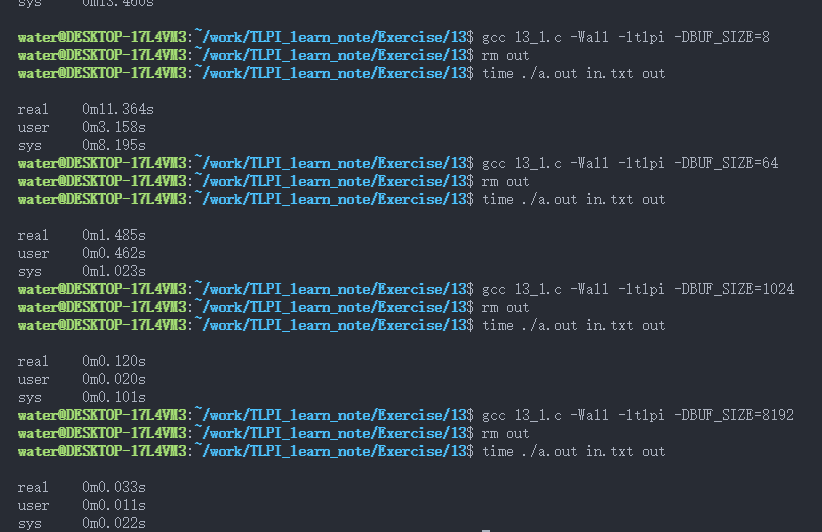 sys     0m13.460s
water@DESKTOP-17L4VM3:~/work/TLPI_learn_note/Exercise/13$ gcc 13_1.c -Wall -ltlpi -DBUF_SIZE=8
water@DESKTOP-17L4VM3:~/work/TLPI_learn_note/Exercise/13$ rm out
water@DESKTOP-17L4VM3:~/work/TLPI_learn_note/Exercise/13$ time ./a.out in.txt out
real    0m11.364s
user    0m3.158s
sys     0m8.195s
water@DESKTOP-17L4VM3:~/work/TLPI_learn_note/Exercise/13$ gcc 13_1.c -Wall -ltlpi -DBUF_SIZE=64
water@DESKTOP-17L4VM3:~/work/TLPI_learn_note/Exercise/13$ rm out
water@DESKTOP-17L4VM3:~/work/TLPI_learn_note/Exercise/13$ time ./a.out in.txt out
real    0m1.485s
user    0m0.462s
sys     0m1.023s
water@DESKTOP-17L4VM3:~/work/TLPI_learn_note/Exercise/13$ gcc 13_1.c -Wall -ltlpi -DBUF_SIZE=1024
water@DESKTOP-17L4VM3:~/work/TLPI_learn_note/Exercise/13$ rm out
water@DESKTOP-17L4VM3:~/work/TLPI_learn_note/Exercise/13$ time ./a.out in.txt out
real    0m0.120s
user    0m0.020s
sys     0m0.101s
water@DESKTOP-17L4VM3:~/work/TLPI_learn_note/Exercise/13$ gcc 13_1.c -Wall -ltlpi -DBUF_SIZE=8192
water@DESKTOP-17L4VM3:~/work/TLPI_learn_note/Exercise/13$ rm out
water@DESKTOP-17L4VM3:~/work/TLPI_learn_note/Exercise/13$ time ./a.out in.txt out
real    0m0.033s
user    0m0.011s
sys     0m0.022s